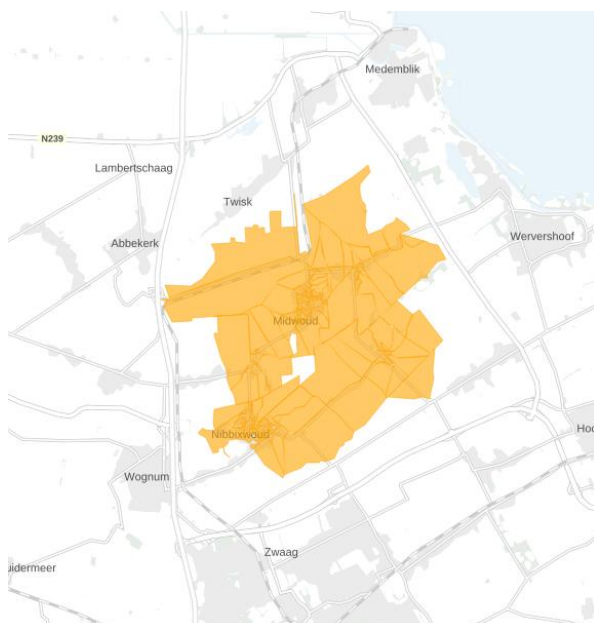 Medemblik
N239
Lambertschaag
Twisk
Abbekerk
Wervershoof
Midwoud
Nibbixwoud
Hoo
Wognum
Zwaag
uidermeer